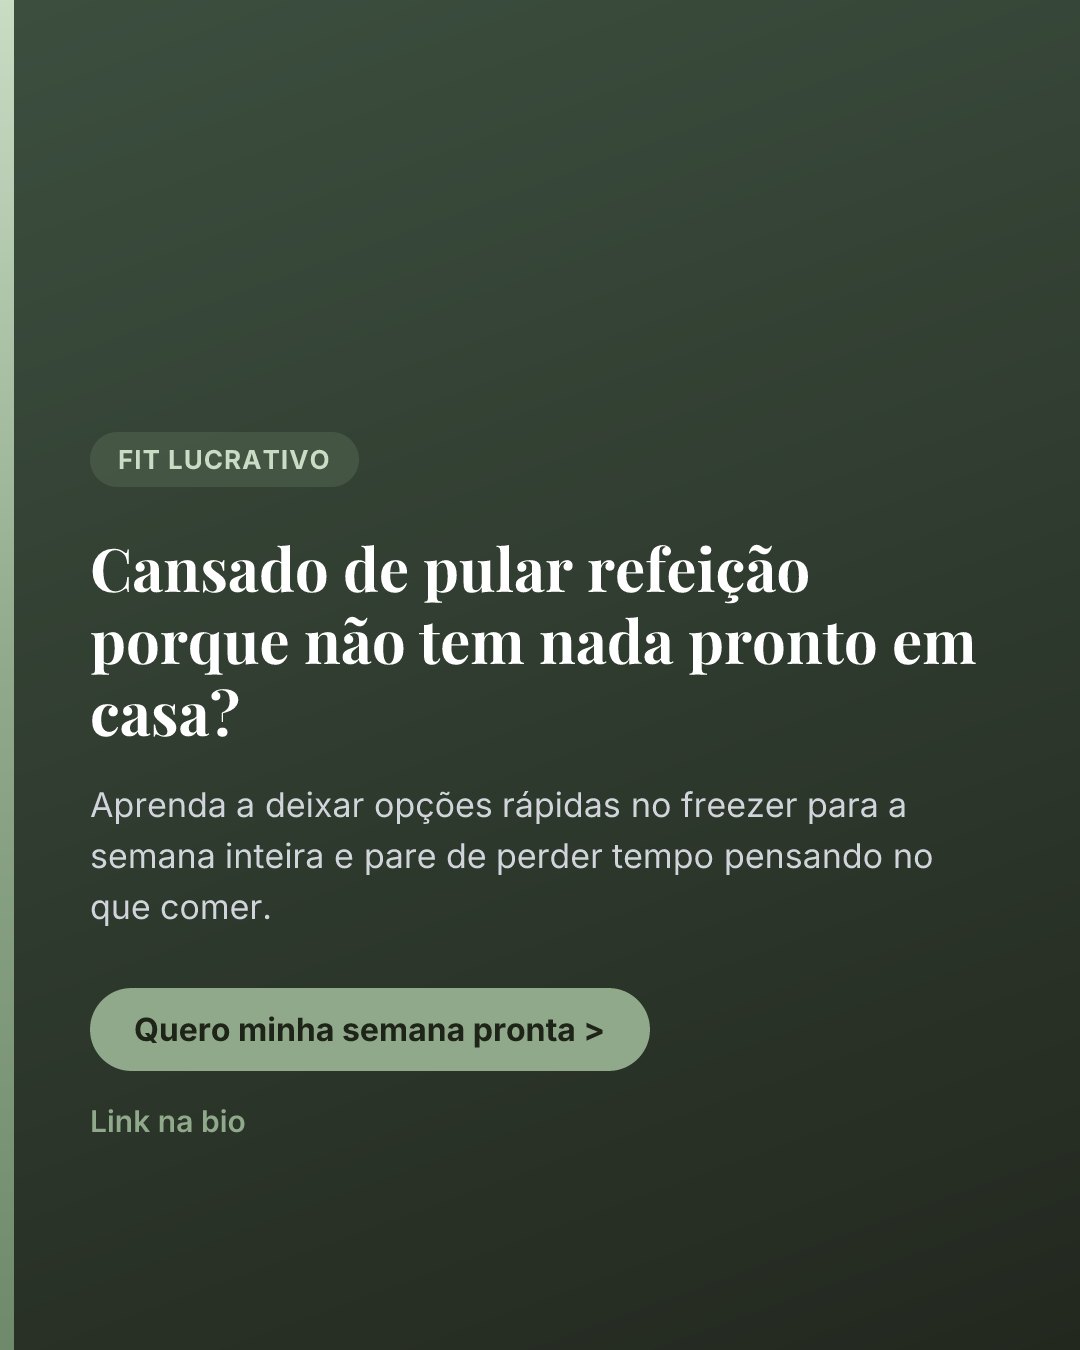 FIT LUCRATIVO
Cansado de pular refeição
porque não tem nada pronto em
casa?
Aprenda a deixar opções rápidas no freezer para a
semana inteira e pare de perder tempo pensando no
que comer.
Quero minha semana pronta >
Link na bio